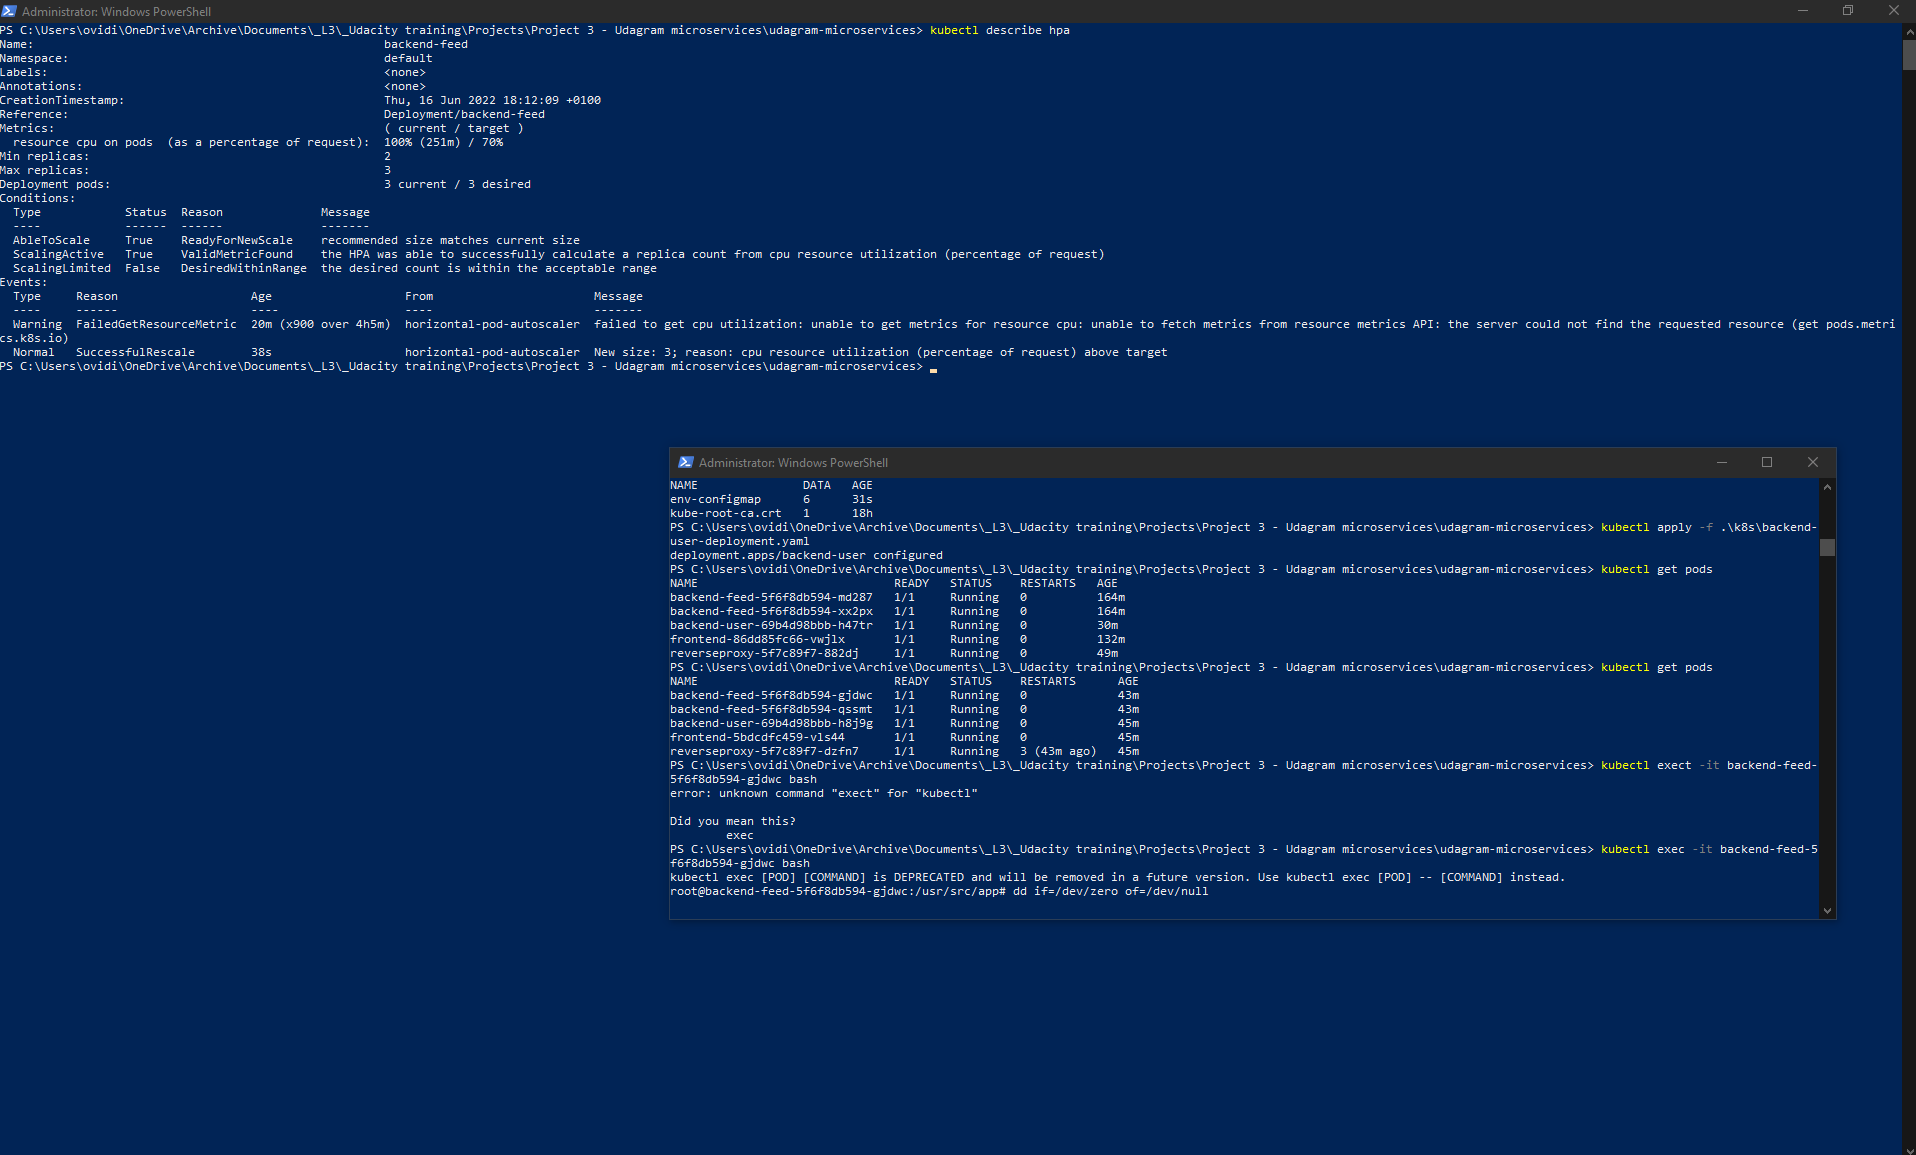 Administrator: Windows PowerShell
PS C:\Users\ovidi\OneDrive\Archive\Documents\_L3\_Udacity training\Projects\Project 3 - Udagram microservices\udagram-microservices> kubectl describe hpa
Name:                                                  backend-feed
Namespace:                                             default
Labels:                                                <none>
Annotations:                                           <none>
CreationTimestamp:                                     Thu, 16 Jun 2022 18:12:09 +0100
Reference:                                             Deployment/backend-feed
Metrics:                                               ( current / target )
  resource cpu on pods  (as a percentage of request):  100% (251m) / 70%
Min replicas:                                          2
Max replicas:                                          3
Deployment pods:                                       3 current / 3 desired
Conditions:
  Type            Status  Reason              Message
  ----            ------  ------              -------
  AbleToScale     True    ReadyForNewScale    recommended size matches current size
  ScalingActive   True    ValidMetricFound    the HPA was able to successfully calculate a replica count from cpu resource utilization (percentage of request)
  ScalingLimited  False   DesiredWithinRange  the desired count is within the acceptable range
Events:
  Type     Reason                   Age                   From                       Message
  ----     ------                   ----                  ----                       -------
  Warning  FailedGetResourceMetric  20m (x900 over 4h5m)  horizontal-pod-autoscaler  failed to get cpu utilization: unable to get metrics for resource cpu: unable to fetch metrics from resource metrics API: the server could not find the requested resource (get pods.metri
cs.k8s.io)
  Normal   SuccessfulRescale        38s                   horizontal-pod-autoscaler  New size: 3; reason: cpu resource utilization (percentage of request) above target
PS C:\Users\ovidi\OneDrive\Archive\Documents\_L3\_Udacity training\Projects\Project 3 - Udagram microservices\udagram-microservices>
Administrator: Windows PowerShell
NAME               DATA   AGE
env-configmap      6      31s
kube-root-ca.crt   1      18h
PS C:\Users\ovidi\OneDrive\Archive\Documents\_L3\_Udacity training\Projects\Project 3 - Udagram microservices\udagram-microservices> kubectl apply -f .\k8s\backend-
user-deployment.yaml
deployment.apps/backend-user configured
PS C:\Users\ovidi\OneDrive\Archive\Documents\_L3\_Udacity training\Projects\Project 3 - Udagram microservices\udagram-microservices> kubectl get pods
NAME                            READY   STATUS    RESTARTS   AGE
backend-feed-5f6f8db594-md287   1/1     Running   0          164m
backend-feed-5f6f8db594-xx2px   1/1     Running   0          164m
backend-user-69b4d98bbb-h47tr   1/1     Running   0          30m
frontend-86dd85fc66-vwjlx       1/1     Running   0          132m
reverseproxy-5f7c89f7-882dj     1/1     Running   0          49m
PS C:\Users\ovidi\OneDrive\Archive\Documents\_L3\_Udacity training\Projects\Project 3 - Udagram microservices\udagram-microservices> kubectl get pods
NAME                            READY   STATUS    RESTARTS      AGE
backend-feed-5f6f8db594-gjdwc   1/1     Running   0             43m
backend-feed-5f6f8db594-qssmt   1/1     Running   0             43m
backend-user-69b4d98bbb-h8j9g   1/1     Running   0             45m
frontend-5bdcdfc459-vls44       1/1     Running   0             45m
reverseproxy-5f7c89f7-dzfn7     1/1     Running   3 (43m ago)   45m
PS C:\Users\ovidi\OneDrive\Archive\Documents\_L3\_Udacity training\Projects\Project 3 - Udagram microservices\udagram-microservices> kubectl exect -it backend-feed-
5f6f8db594-gjdwc bash
error: unknown command "exect" for "kubectl"
Did you mean this?
        exec
PS C:\Users\ovidi\OneDrive\Archive\Documents\_L3\_Udacity training\Projects\Project 3 - Udagram microservices\udagram-microservices> kubectl exec -it backend-feed-5
f6f8db594-gjdwc bash
kubectl exec [POD] [COMMAND] is DEPRECATED and will be removed in a future version. Use kubectl exec [POD] -- [COMMAND] instead.
root@backend-feed-5f6f8db594-gjdwc:/usr/src/app# dd if=/dev/zero of=/dev/null